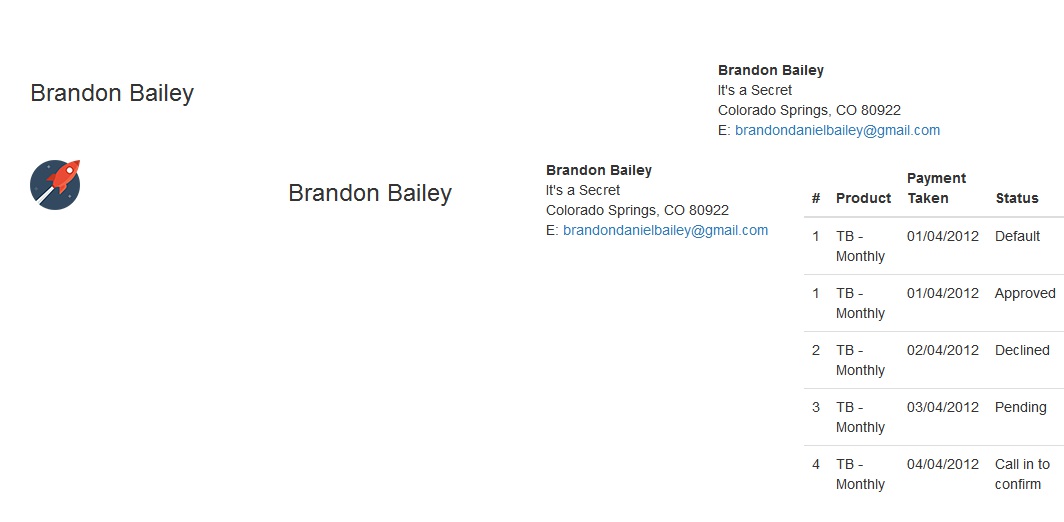 Brandon Bailey
Brandon Bailey
It's a Secret
Colorado Springs, CO 80922
E: brandondanielbailey@gmail.com
Brandon Bailey
Brandon Bailey
It's a Secret
Colorado Springs, CO 80922
E: brandondanielbailey@gmail.com
# Product Payment Taken Status
1 TB - Monthly 01/04/2012 Default
1 TB - Monthly 01/04/2012 Approved
2 TB - Monthly 02/04/2012 Declined
3 TB - Monthly 03/04/2012 Pending
4 TB - Monthly 04/04/2012 Call in to confirm